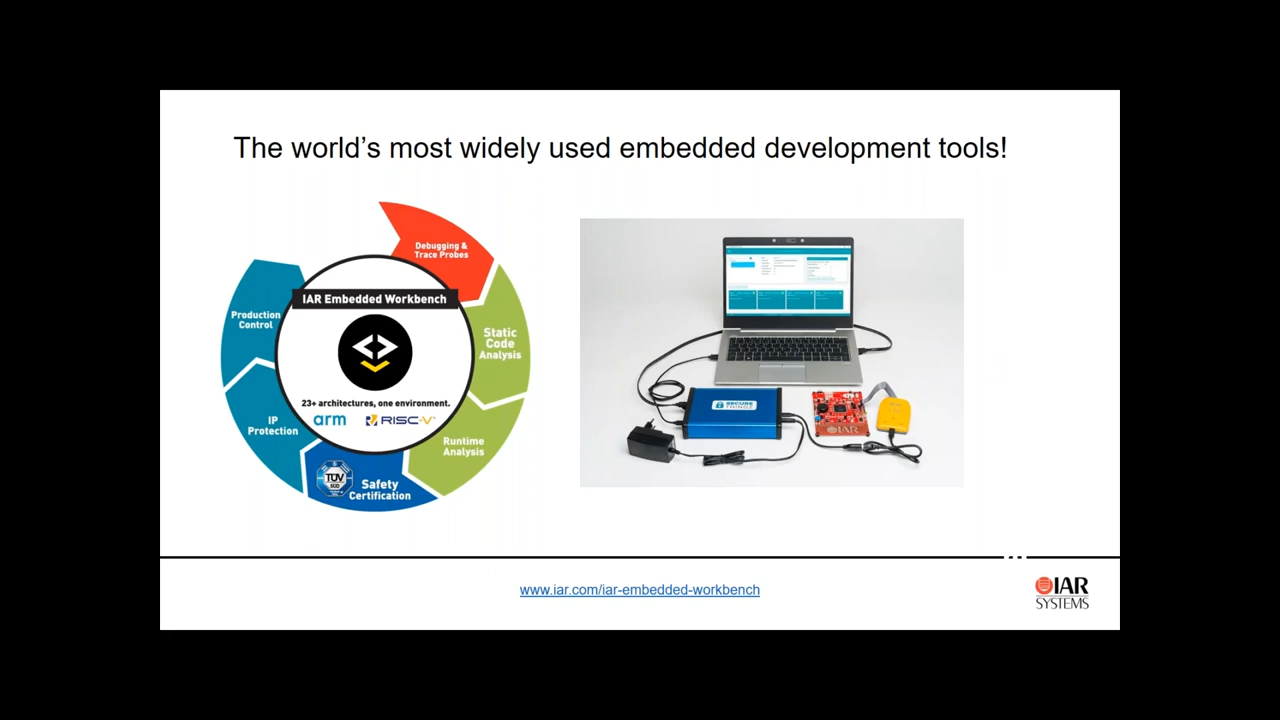 The world’s most widely used embedded development tools!
Debugging &
Trace Probes
IAR Embedded Workbench
Production
Control
Static
Code
Analysis
23+ architectures, one environment.
arm RISC-V
IP
Protection
Runtime
Analysis
TÜV
SÜD
Safety
Certification
SECURE
THINGZ
IAR
www.iar.com/iar-embedded-workbench
IAR
SYSTEMS